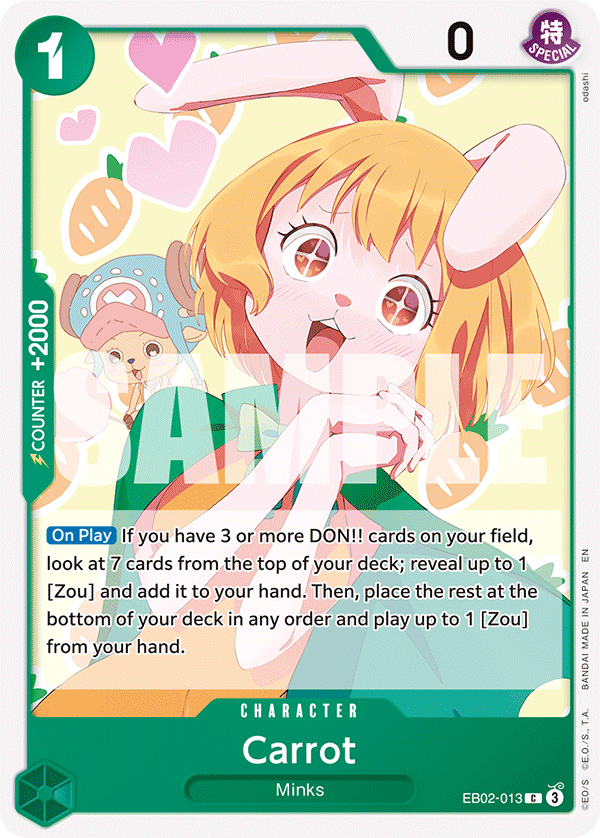 1
0
特
SPECIAL
odashi
COUNTER +2000
SAMPLE
On Play If you have 3 or more DON!! cards on your field,
look at 7 cards from the top of your deck; reveal up to 1
[Zou] and add it to your hand. Then, place the rest at the
bottom of your deck in any order and play up to 1 [Zou]
from your hand.
CHARACTER
Carrot
Minks
EB02-013 C 3
©E.O/S ©E.O./S., T.A. BANDAI MADE IN JAPAN EN